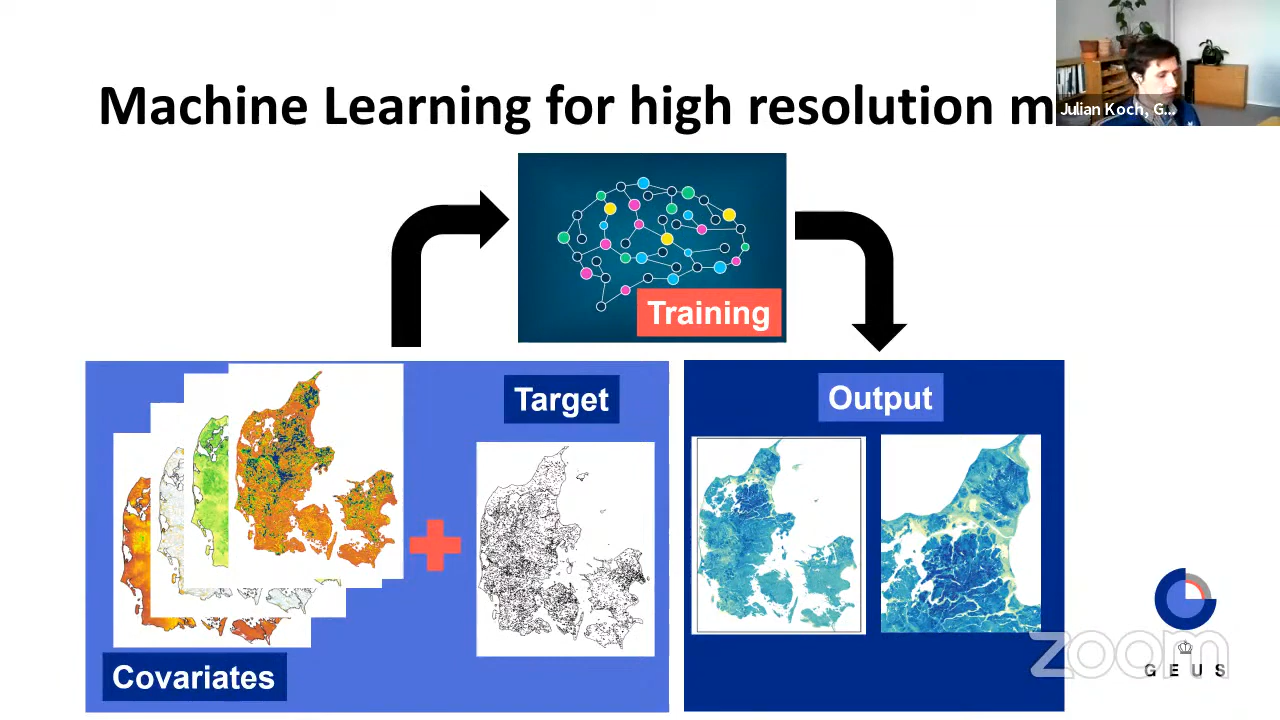 Machine Learning for high resolution m
Julian Koch, G...
Training
Target
Output
Covariates
zoom
G E U S